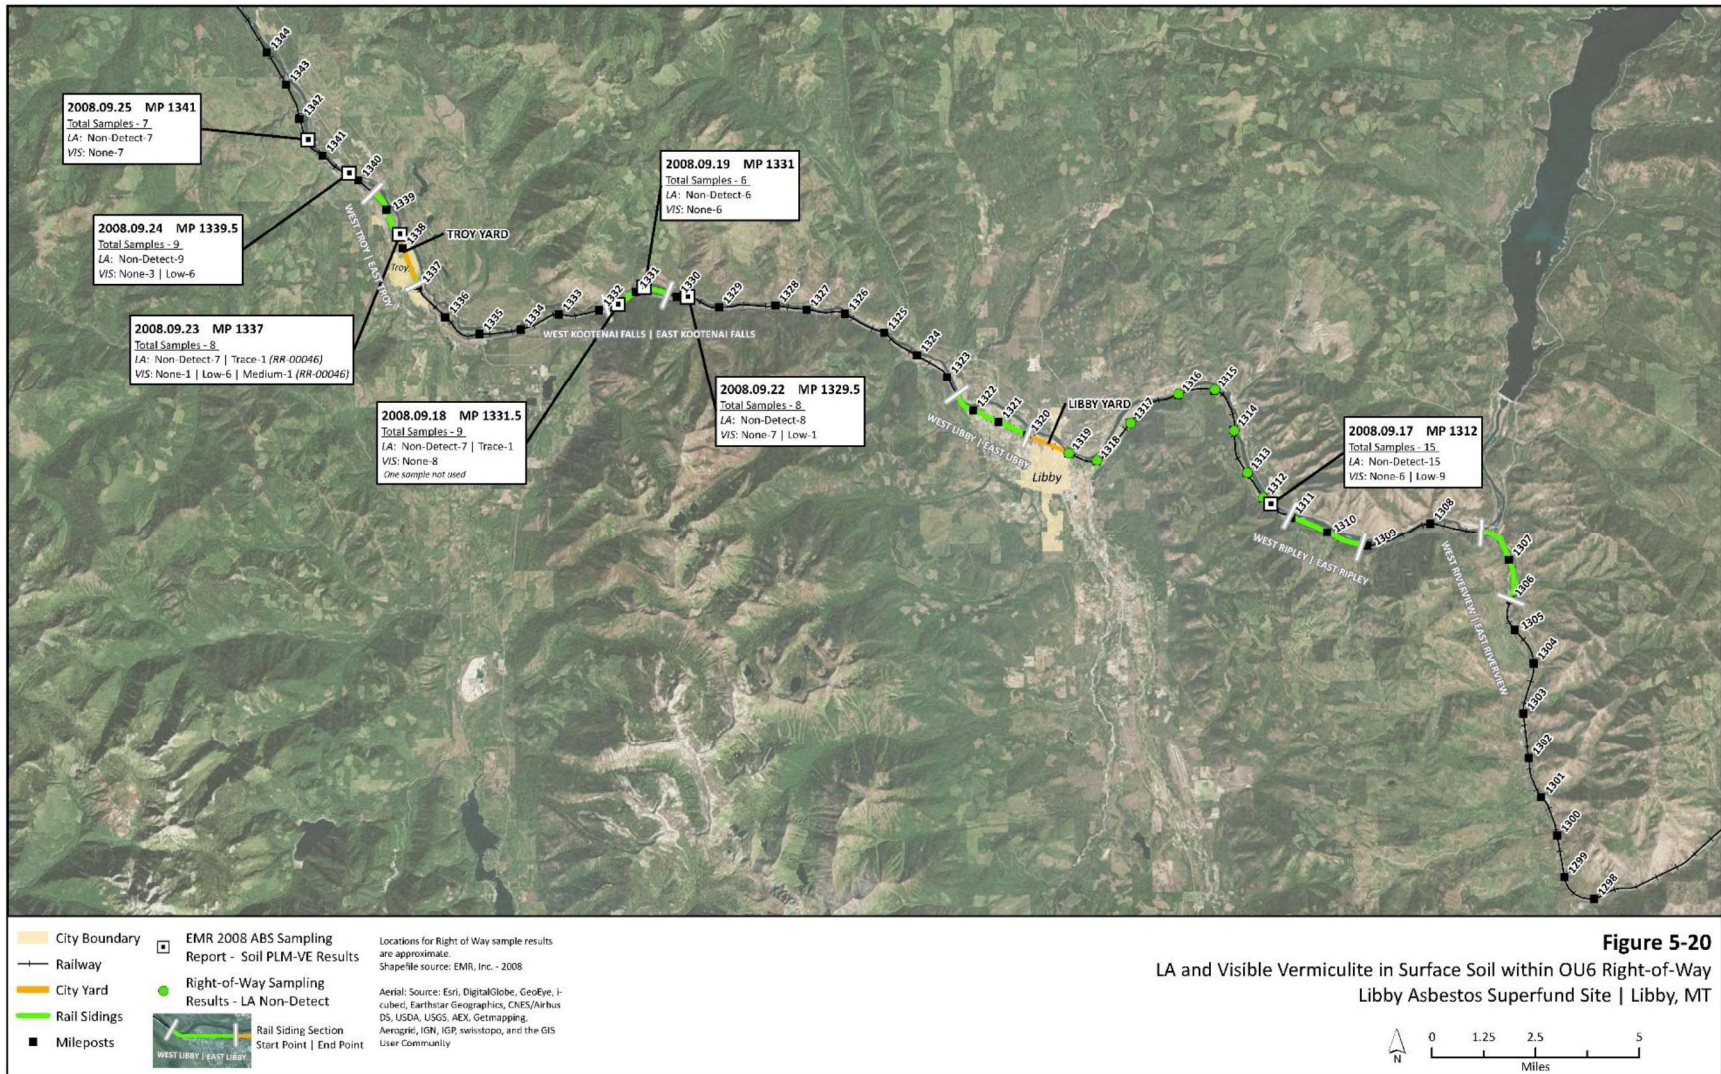 1344
1343
1342
1341
1340
1339
1338
1337
1336
1335
1334
1333
1332
1331
1330
1329
1328
1327
1326
1325
1324
1323
1322
1321
1320
1319
1318
1317
1316
1315
1314
1313
1312
1311
1310
1309
1308
1307
1306
1305
1304
1303
1302
1301
1300
1299
1298
2008.09.25 MP 1341
Total Samples - 7
LA: Non-Detect-7
VIS: None-7
2008.09.24 MP 1339.5
Total Samples - 9
LA: Non-Detect-9
VIS: None-3 | Low-6
2008.09.23 MP 1337
Total Samples - 8
LA: Non-Detect-7 | Trace-1 (RR-00046)
VIS: None-1 | Low-6 | Medium-1 (RR-00046)
2008.09.18 MP 1331.5
Total Samples - 9
LA: Non-Detect-7 | Trace-1
VIS: None-8
One sample not used
2008.09.19 MP 1331
Total Samples - 6
LA: Non-Detect-6
VIS: None-6
2008.09.22 MP 1329.5
Total Samples - 8
LA: Non-Detect-8
VIS: None-7 | Low-1
2008.09.17 MP 1312
Total Samples - 15
LA: Non-Detect-15
VIS: None-6 | Low-9
TROY YARD
Troy
WEST TROY | EAST TROY
WEST KOOTENAI FALLS | EAST KOOTENAI FALLS
LIBBY YARD
Libby
WEST LIBBY | EAST LIBBY
WEST RIPLEY | EAST RIPLEY
WEST RIVERVIEW | EAST RIVERVIEW
City Boundary
Railway
City Yard
Rail Sidings
Mileposts
EMR 2008 ABS Sampling
Report - Soil PLM-VE Results
Right-of-Way Sampling
Results - LA Non-Detect
WEST LIBBY | EAST LIBBY
Rail Siding Section
Start Point | End Point
Locations for Right of Way sample results
are approximate.
Shapefile source: EMR, Inc. - 2008
Aerial: Source: Esri, DigitalGlobe, GeoEye, i-
cubed, Earthstar Geographics, CNES/Airbus
DS, USDA, USGS, AEX, Getmapping,
Aerogrid, IGN, IGP, swisstopo, and the GIS
User Community
Figure 5-20
LA and Visible Vermiculite in Surface Soil within OU6 Right-of-Way
Libby Asbestos Superfund Site | Libby, MT
N
0 1.25 2.5 5
Miles